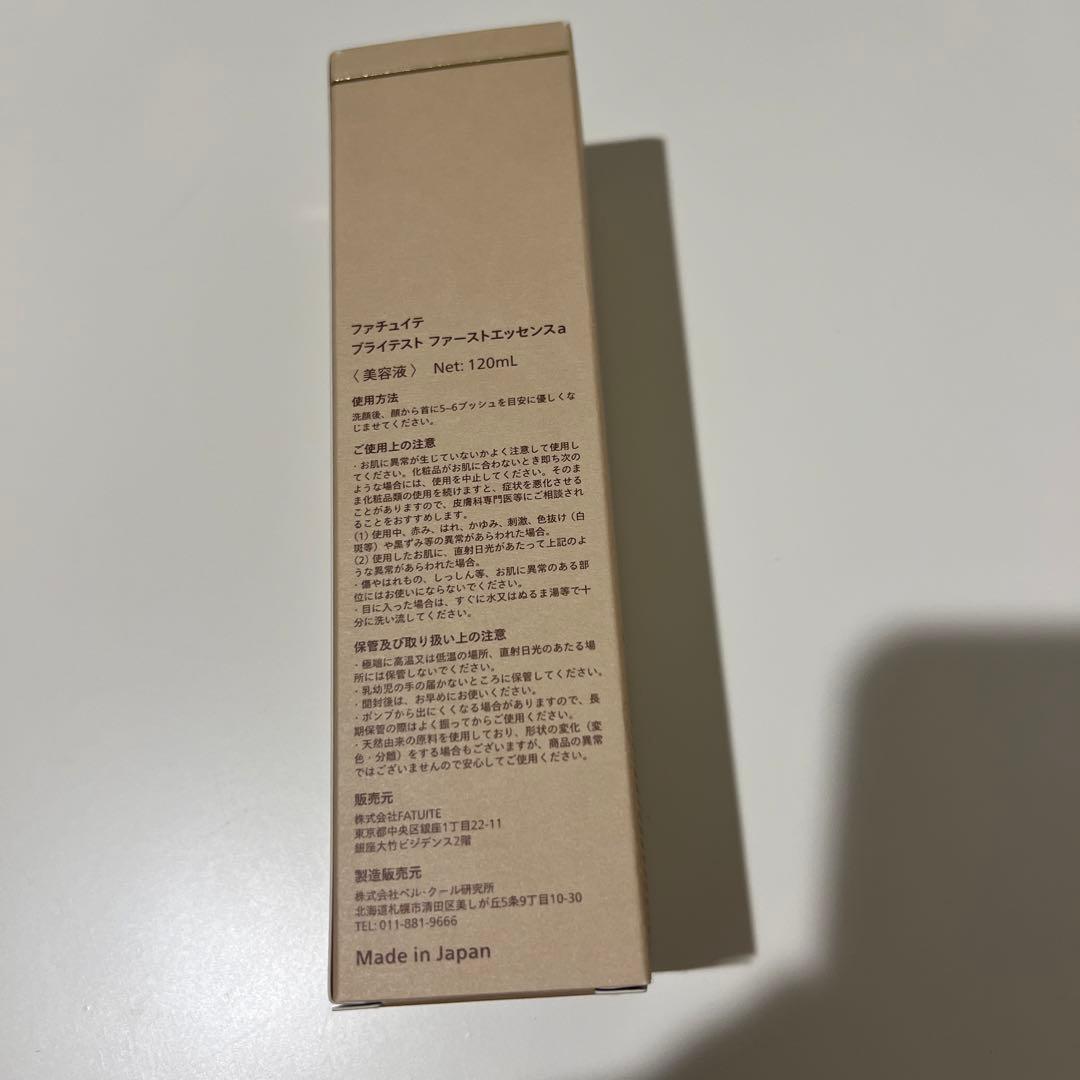 ファチュイテ
ブライテスト ファーストエッセンスa
〈美容液〉 Net: 120mL
使用方法
洗顔後、顔から首に5–6プッシュを目安に優しくな
じませてください。
ご使用上の注意
・お肌に異常が生じていないかよく注意して使用し
てください。化粧品がお肌に合わないとき即ち次の
ような場合には、使用を中止してください。そのまま
ま化粧品類の使用を続けますと、症状を悪化させる
ことがありますので、皮膚科専門医等にご相談され
ることをおすすめします。
(1)使用中、赤み、はれ、かゆみ、刺激、色抜け(白
斑等)や黒ずみ等の異常があらわれた場合。
(2)使用したお肌に、直射日光があたって上記のよ
うな異常があらわれた場合。
・傷やはれもの、しっしん等、お肌に異常のある部
位にはお使いにならないでください。
・目に入った場合は、すぐに水又はぬるま湯等で十
分に洗い流してください。
保管及び取り扱い上の注意
・極端に高温又は低温の場所、直射日光のあたる場
所には保管しないでください。
・乳幼児の手の届かないところに保管してください。
・開封後は、お早めにお使いください。
・ポンプから出にくくなる場合がありますので、長
期保管の際はよく振ってからご使用ください。
・天然由来の原料を使用しており、形状の変化(変
色・分離)をする場合もございますが、商品の異常
ではございませんので安心してご使用ください。
販売元
株式会社FATUITE
東京都中央区銀座1丁目22-11
銀座大竹ビジデンス2階
製造販売元
株式会社ベル・クール研究所
北海道札幌市清田区美しが丘5条9丁目10-30
TEL: 011-881-9666
Made in Japan